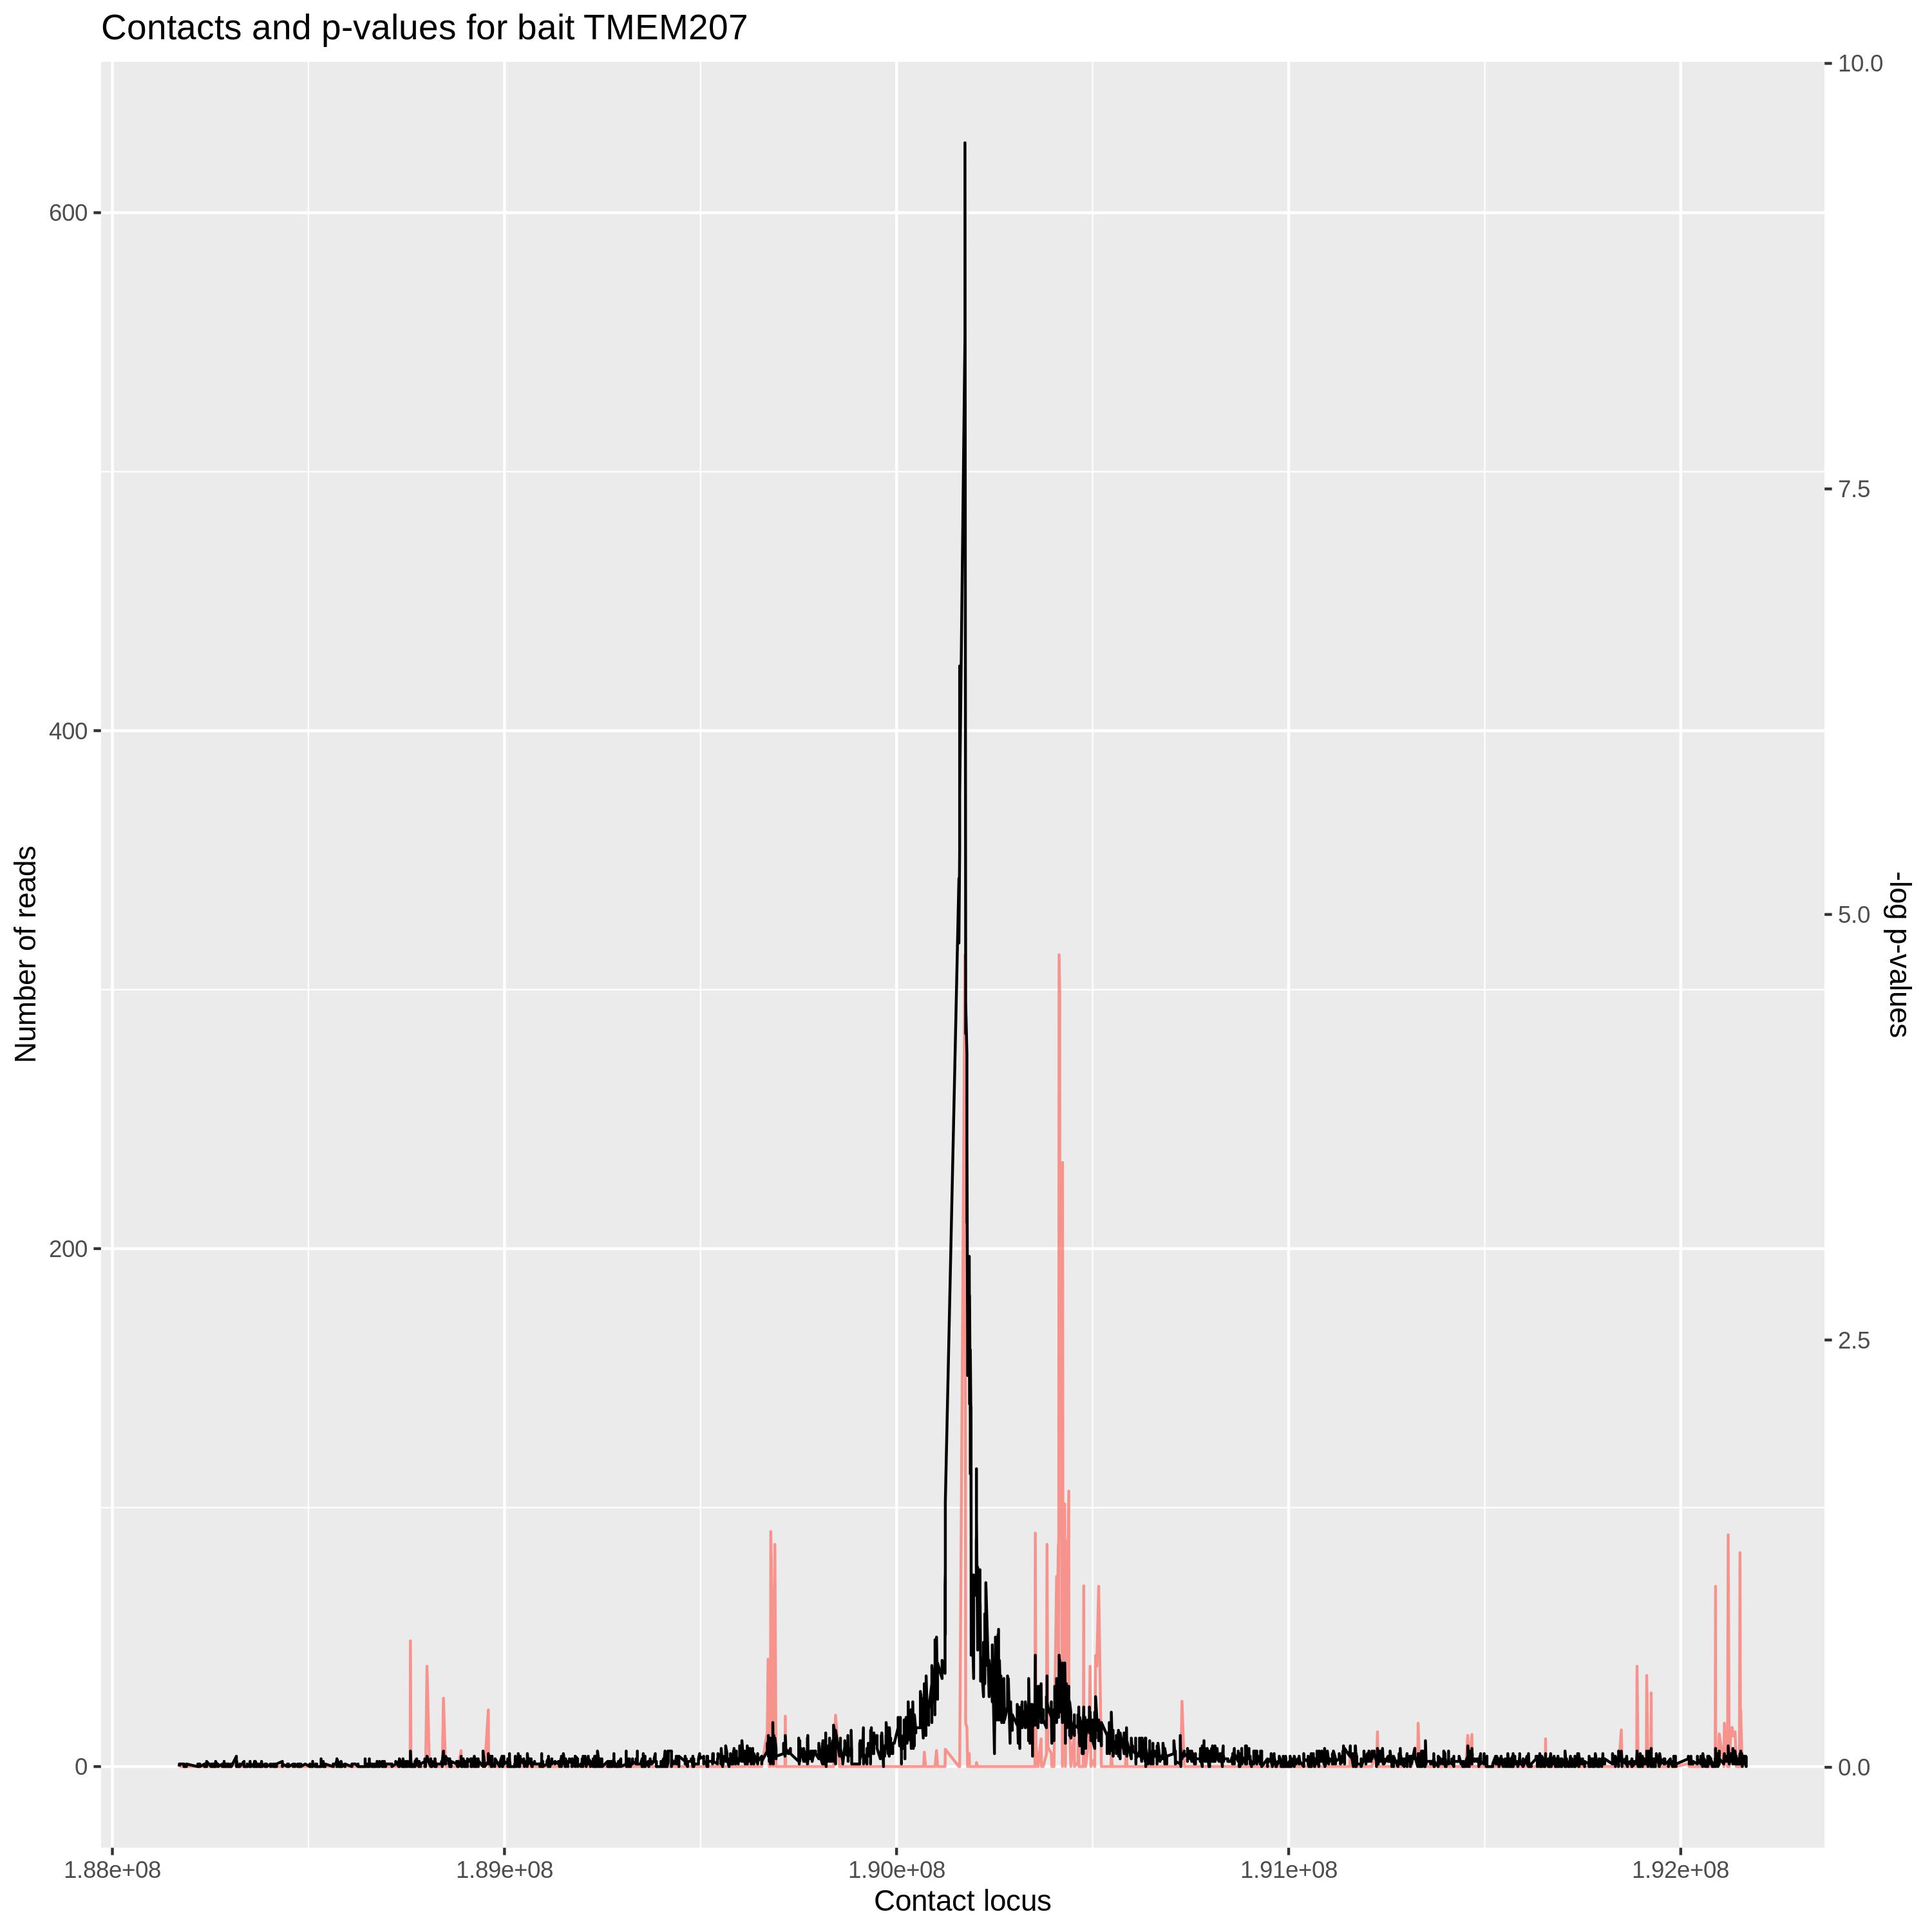 Contacts and p-values for bait TMEM207
Number of reads
600
400
200
0
10.0
7.5
5.0
2.5
0.0
-log p-values
1.88e+08
1.89e+08
1.90e+08
1.91e+08
1.92e+08
Contact locus